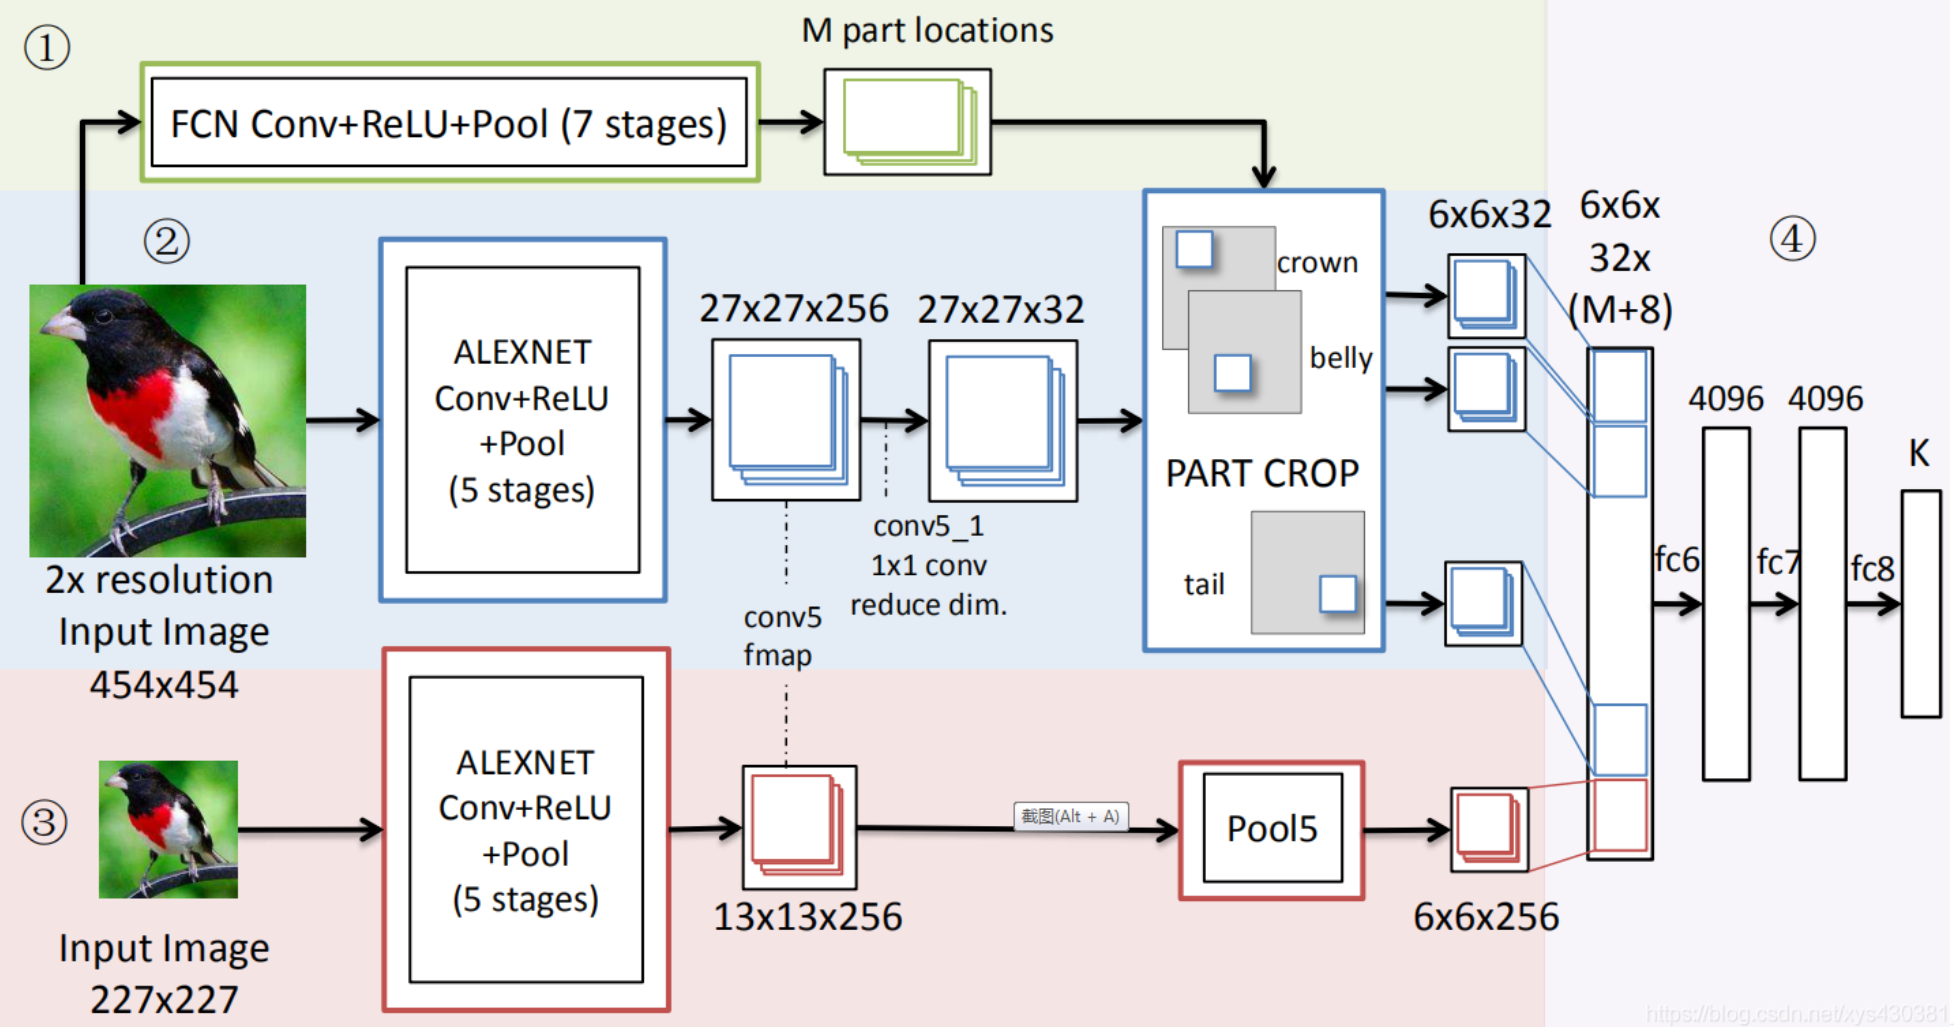 ①
M part locations
FCN Conv+ReLU+Pool (7 stages)
②
2x resolution
Input Image
454x454
ALEXNET
Conv+ReLU
+Pool
(5 stages)
27x27x256
27x27x32
conv5_1
1x1 conv
reduce dim.
conv5
fmap
crown
belly
PART CROP
tail
6x6x32
6x6x
32x
(M+8)
④
4096
4096
K
fc6
fc7
fc8
③
Input Image
227x227
ALEXNET
Conv+ReLU
+Pool
(5 stages)
13x13x256
截图(Alt + A)
Pool5
6x6x256
https://blog.csdn.net/xys430381